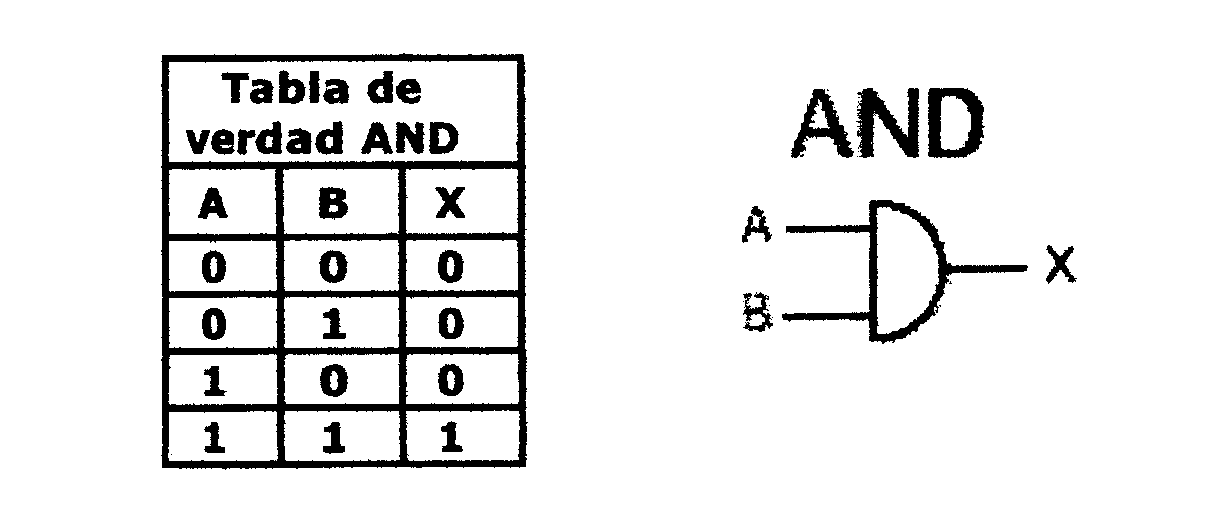 Tabla de
verdad AND
A B X
0 0 0
0 1 0
1 0 0
1 1 1
AND
A
B
X